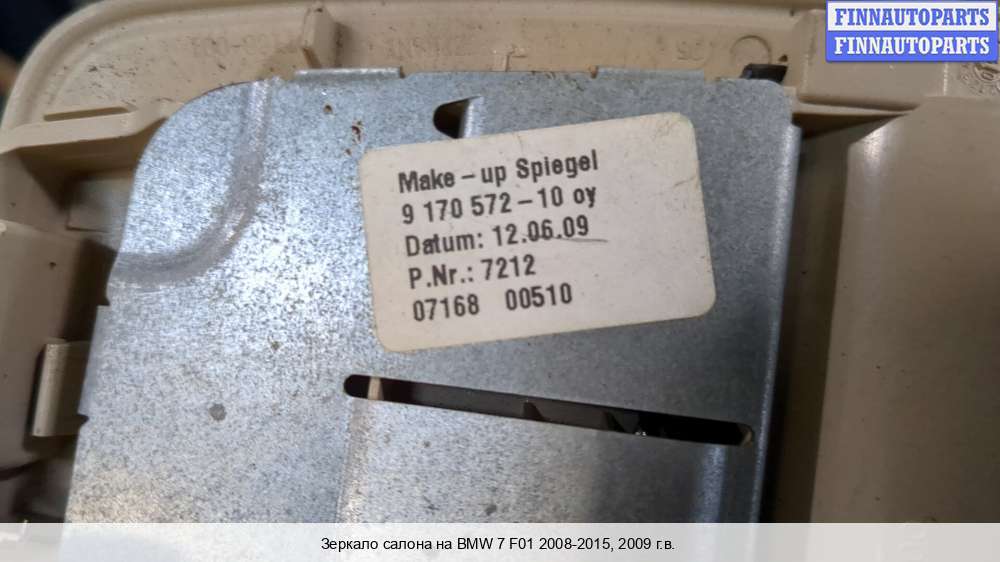 FINNAUTOPARTS
FINNAUTOPARTS
Make – up Spiegel
9 170 572 – 10 oy
Datum: 12.06.09
P.Nr.: 7212
07168 00510
Зеркало салона на BMW 7 F01 2008-2015, 2009 г.в.